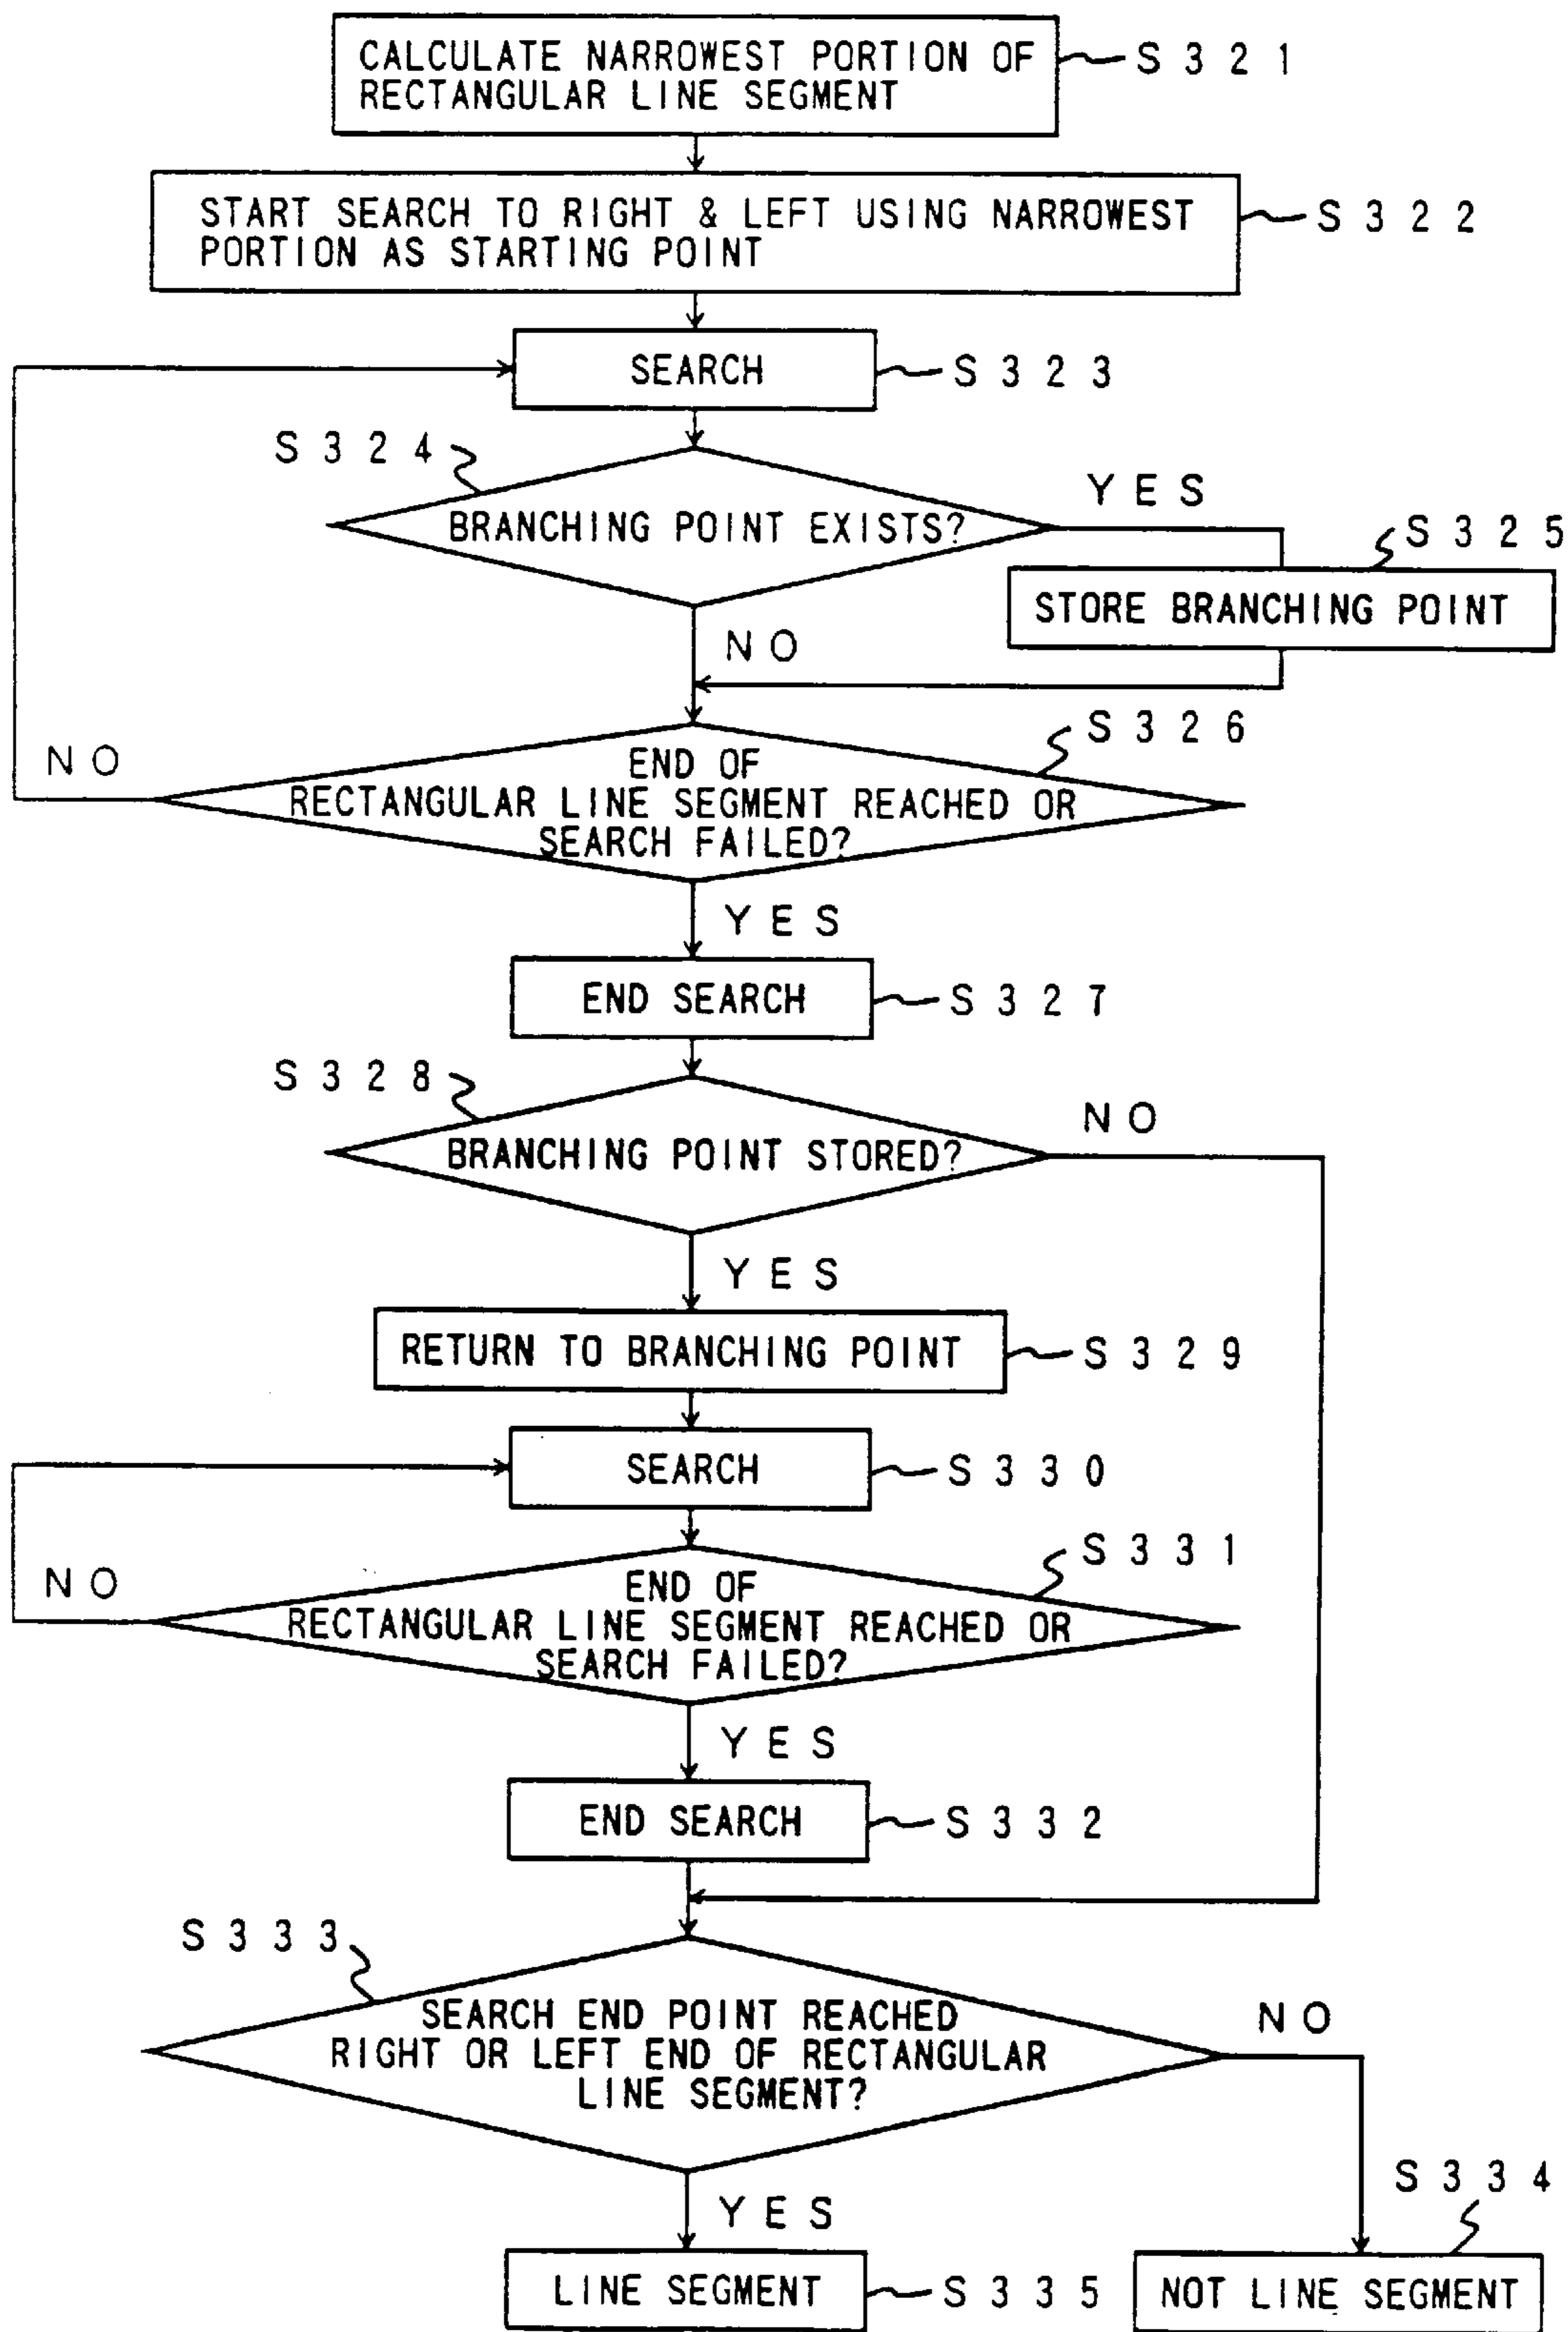 CALCULATE NARROWEST PORTION OF
RECTANGULAR LINE SEGMENT
S321
START SEARCH TO RIGHT & LEFT USING NARROWEST
PORTION AS STARTING POINT
S322
SEARCH
S323
S324
BRANCHING POINT EXISTS?
YES
S325
STORE BRANCHING POINT
NO
S326
NO
END OF
RECTANGULAR LINE SEGMENT REACHED OR
SEARCH FAILED?
YES
END SEARCH
S327
S328
BRANCHING POINT STORED?
NO
YES
RETURN TO BRANCHING POINT
S329
SEARCH
S330
S331
NO
END OF
RECTANGULAR LINE SEGMENT REACHED OR
SEARCH FAILED?
YES
END SEARCH
S332
S333
SEARCH END POINT REACHED
RIGHT OR LEFT END OF RECTANGULAR
LINE SEGMENT?
NO
YES
S334
LINE SEGMENT
S335
NOT LINE SEGMENT